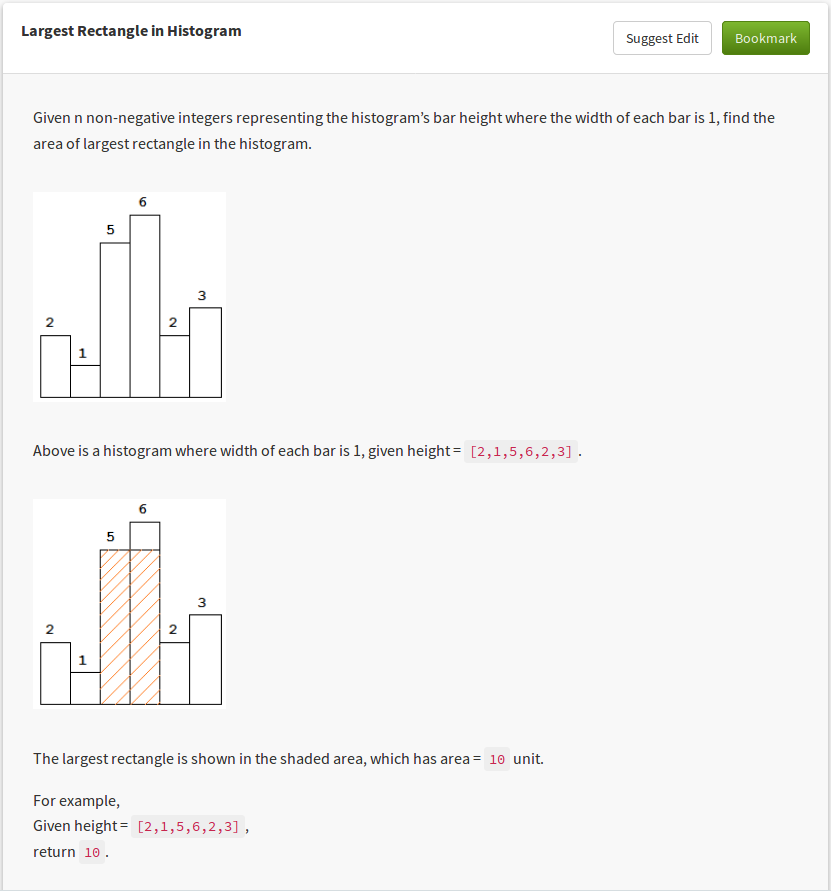 Largest Rectangle in Histogram
Suggest Edit
Bookmark
Given n non-negative integers representing the histogram’s bar height where the width of each bar is 1, find the
area of largest rectangle in the histogram.
6
5
3
2
2
1
Above is a histogram where width of each bar is 1, given height = [2,1,5,6,2,3] .
6
5
3
2
2
1
The largest rectangle is shown in the shaded area, which has area = 10 unit.
For example,
Given height = [2,1,5,6,2,3] ,
return 10 .